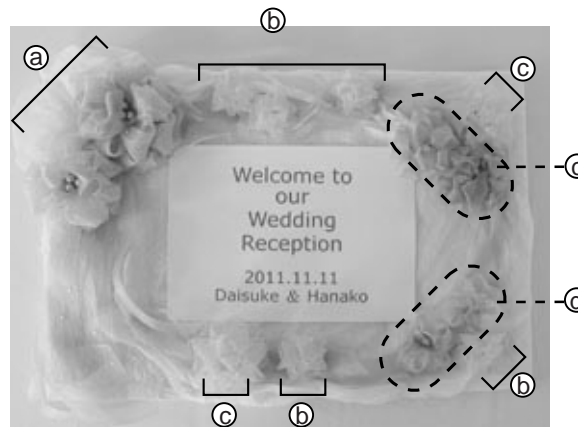 ⓑ
ⓐ
ⓒ
Welcome to
our
Wedding
Reception
2011.11.11
Daisuke & Hanako
ⓑ
ⓒ ⓑ